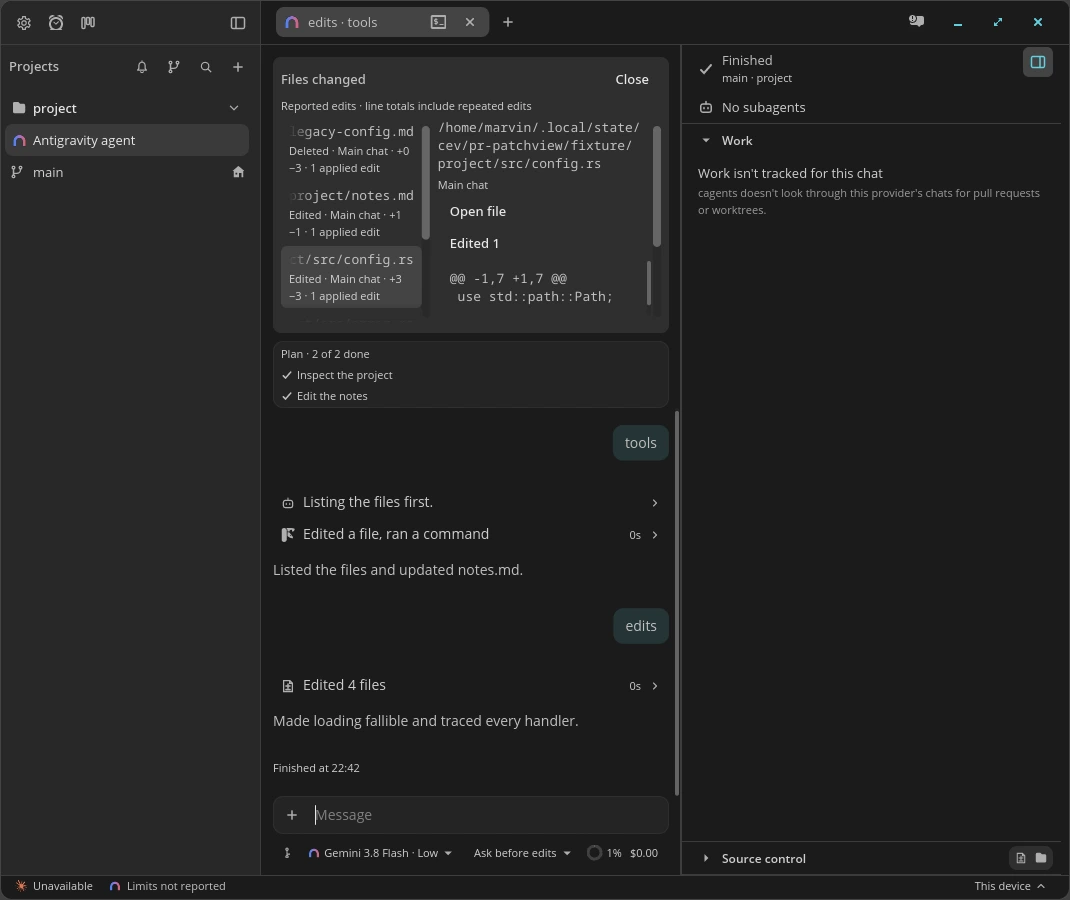 edits · tools
Projects
project
Antigravity agent
main
Files changed
Close
Reported edits · line totals include repeated edits
egacy-config.md
Deleted · Main chat · +0
−3 · 1 applied edit
project/notes.md
Edited · Main chat · +1
−1 · 1 applied edit
ct/src/config.rs
Edited · Main chat · +3
−3 · 1 applied edit
/home/marvin/.local/state/
cev/pr-patchview/fixture/
project/src/config.rs
Main chat
Open file
Edited 1
@@ -1,7 +1,7 @@
use std::path::Path;
Plan · 2 of 2 done
Inspect the project
Edit the notes
tools
Listing the files first.
Edited a file, ran a command
0s
Listed the files and updated notes.md.
edits
Edited 4 files
0s
Made loading fallible and traced every handler.
Finished at 22:42
Message
Gemini 3.8 Flash · Low
Ask before edits
1%
$0.00
Finished
main · project
No subagents
Work
Work isn't tracked for this chat
cagents doesn't look through this provider's chats for pull requests
or worktrees.
Source control
Unavailable
Limits not reported
This device